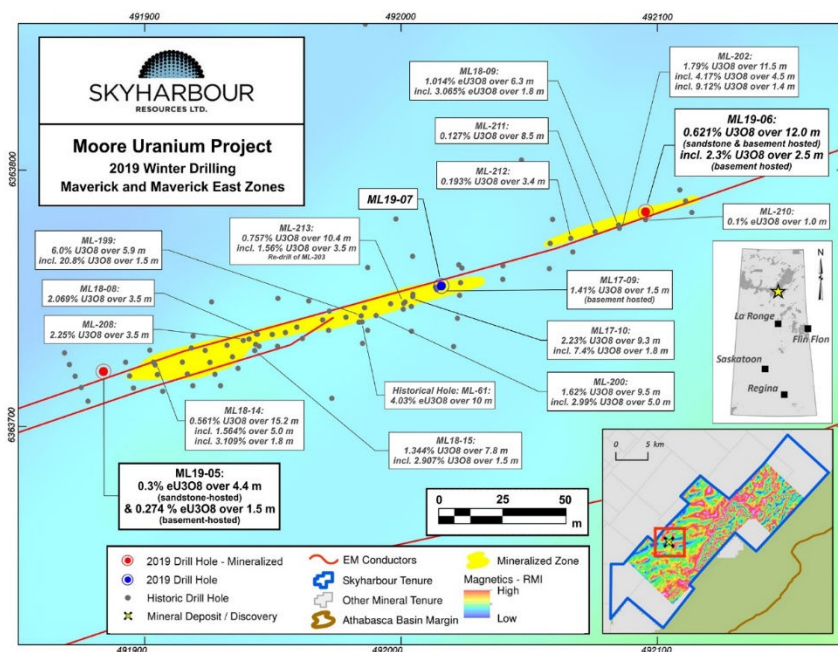 491900
492000
492100
SKYHARBOUR
RESOURCES LTD.
Moore Uranium Project
2019 Winter Drilling
Maverick and Maverick East Zones
6363800
6363700
ML18-09:
1.014% eU3O8 over 6.3 m
incl. 3.065% eU3O8 over 1.8 m
ML-202:
1.79% U3O8 over 11.5 m
incl. 4.17% U3O8 over 4.5 m
incl. 9.12% U3O8 over 1.4 m
ML-211:
0.127% U3O8 over 8.5 m
ML19-06:
0.621% U3O8 over 12.0 m
(sandstone & basement hosted)
incl. 2.3% U3O8 over 2.5 m
(basement hosted)
ML-212:
0.193% U3O8 over 3.4 m
ML19-07
ML-210:
0.1% U3O8 over 1.0 m
ML-213:
0.757% U3O8 over 10.4 m
incl. 1.56% U3O8 over 3.5 m
Re-drill of ML-203
ML-199:
6.0% U3O8 over 5.9 m
incl. 20.8% U3O8 over 1.5 m
ML18-08:
2.069% U3O8 over 3.5 m
ML-208:
2.25% U3O8 over 3.5 m
ML17-09:
1.41% U3O8 over 1.5 m
(basement hosted)
ML17-10:
2.23% U3O8 over 9.3 m
incl. 7.4% U3O8 over 1.8 m
Historical Hole: ML-61:
4.03% eU3O8 over 10 m
ML-200:
1.62% U3O8 over 9.5 m
incl. 2.99% U3O8 over 5.0 m
ML18-14:
0.561% U3O8 over 15.2 m
incl. 1.564% over 5.0 m
incl. 3.109% over 1.8 m
ML18-15:
1.344% U3O8 over 7.8 m
incl. 2.907% U3O8 over 1.5 m
ML19-05:
0.3% eU3O8 over 4.4 m
(sandstone-hosted)
& 0.274 % eU3O8 over 1.5 m
(basement-hosted)
N
La Ronge
Flin Flon
Saskatoon
Regina
0 5 km
0 25 50
m
2019 Drill Hole - Mineralized
2019 Drill Hole
Historic Drill Hole
Mineral Deposit / Discovery
EM Conductors
Skyharbour Tenure
Other Mineral Tenure
Athabasca Basin Margin
Mineralized Zone
Magnetics - RMI
High
Low
491900
492000
492100